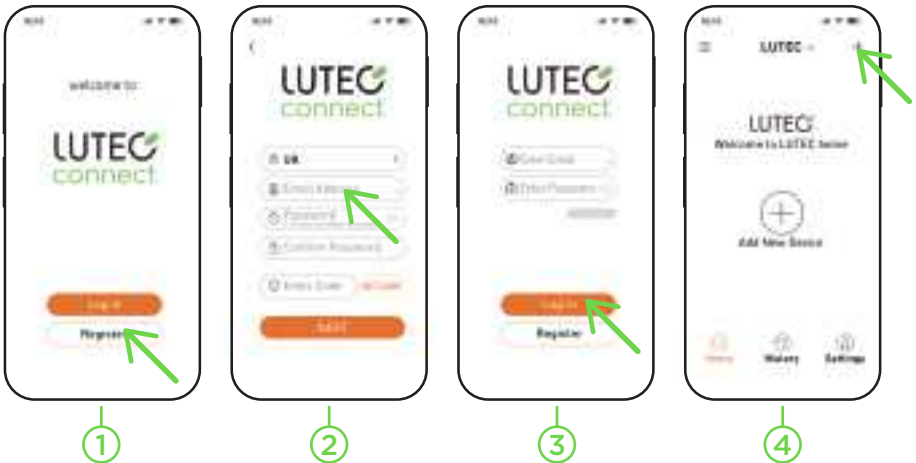 welcome to
LUTEC
connect
Log in
Register
1
LUTEC
connect
UK
Email Address
Password
Confirm Password
Enter Code
2
LUTEC
connect
Enter Email
Enter Password
Log in
Register
3
LUTEC
LUTEC
Welcome to LUTEC home
Add New Device
Home
History
Settings
4